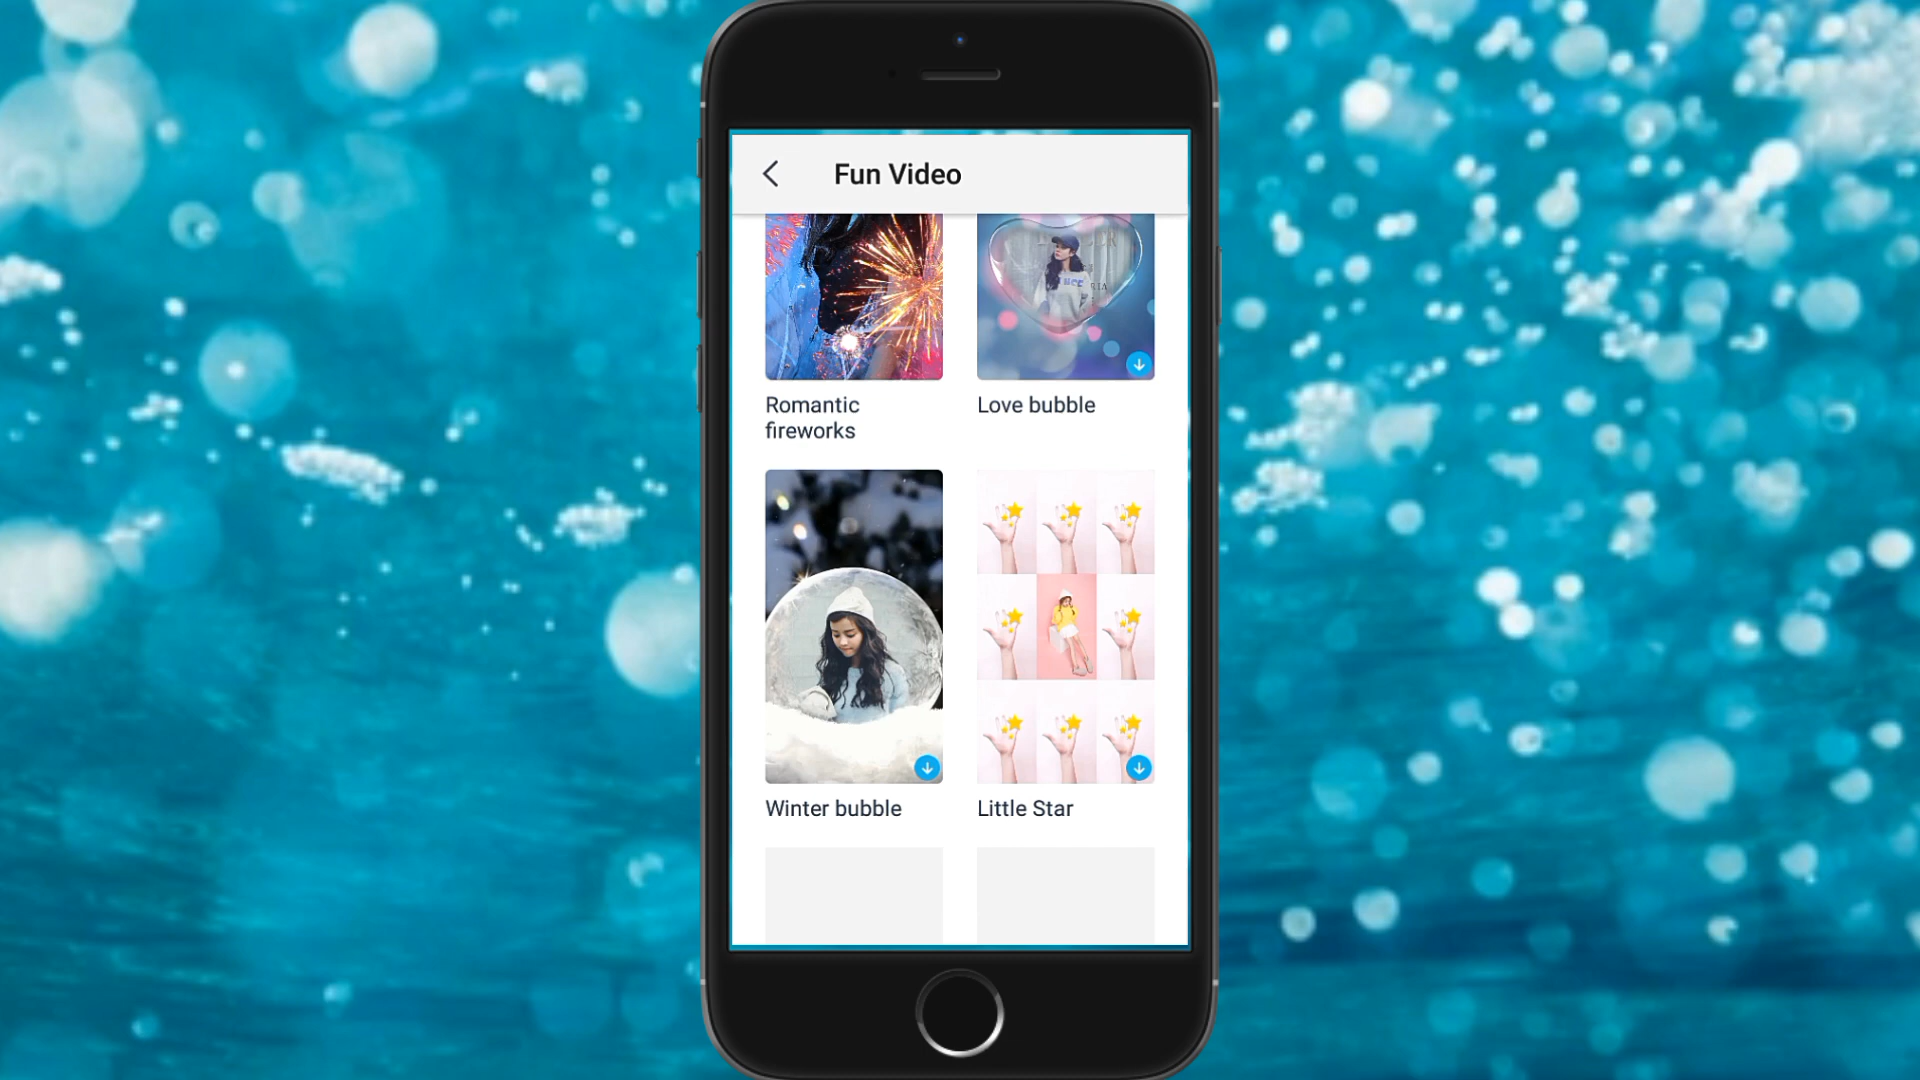 Fun Video
Romantic
fireworks
Love bubble
Winter bubble
Little Star